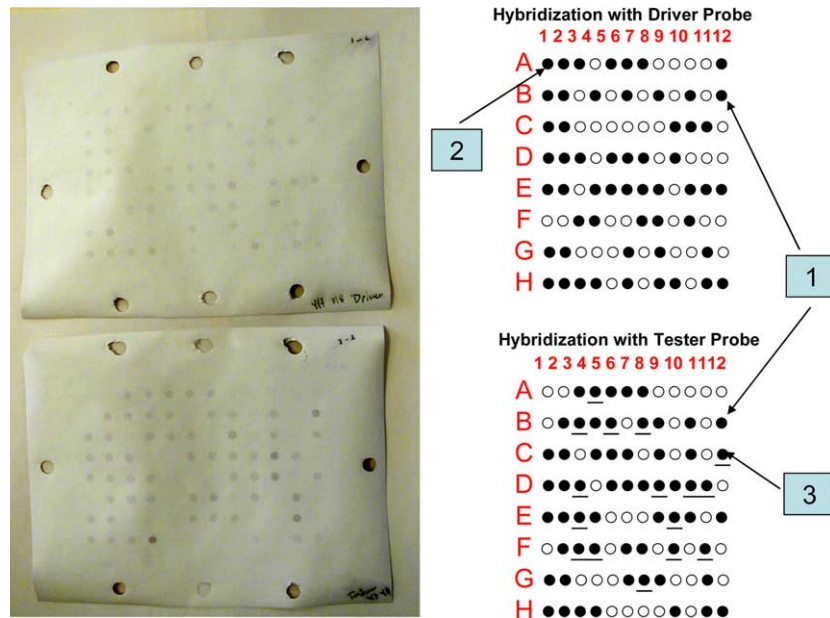 Hybridization with Driver Probe
1 2 3 4 5 6 7 8 9 10 11 12
A
B
C
D
E
F
G
H
2
1
Hybridization with Tester Probe
1 2 3 4 5 6 7 8 9 10 11 12
A
B
C
D
E
F
G
H
3
Driver